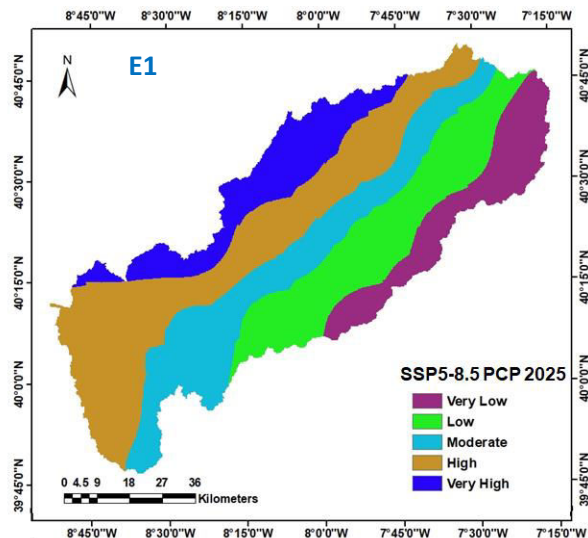 8°45'0"W 8°30'0"W 8°15'0"W 8°0'0"W 7°45'0"W 7°30'0"W 7°15'0"W
E1
N
40°45'0"N 40°45'0"N
40°30'0"N 40°30'0"N
40°15'0"N 40°15'0"N
40°0'0"N 40°0'0"N
39°45'0"N 39°45'0"N
SSP5-8.5 PCP 2025
Very Low
Low
Moderate
High
Very High
0 4.5 9 18 27 36
Kilometers
8°45'0"W 8°30'0"W 8°15'0"W 8°0'0"W 7°45'0"W 7°30'0"W 7°15'0"W